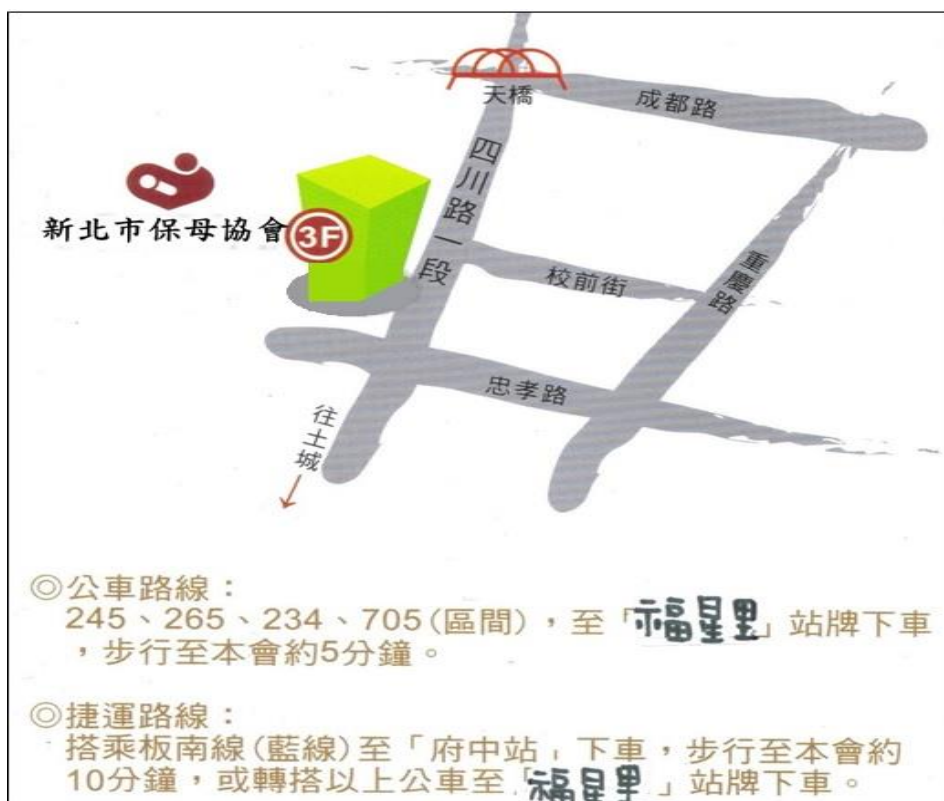 天橋
成都路
四川路一段
新北市保母協會
3F
校前街
重慶路
忠孝路
往土城
◎公車路線：
245、265、234、705(區間)，至「福星里」站牌下車
，步行至本會約5分鐘。
◎捷運路線：
搭乘板南線(藍線)至「府中站」下車，步行至本會約
10分鐘，或轉搭以上公車至「福星里」站牌下車。